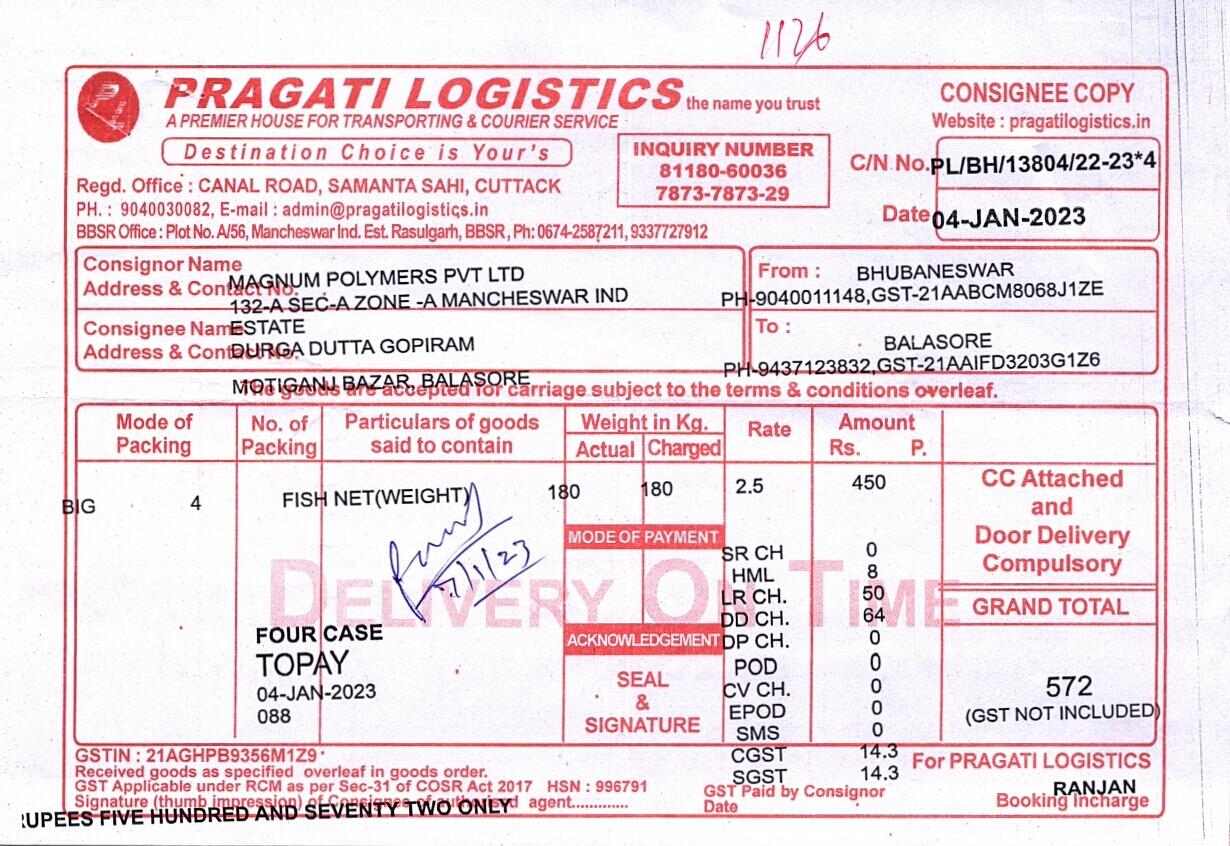 1126
PRAGATI LOGISTICS the name you trust
A PREMIER HOUSE FOR TRANSPORTING & COURIER SERVICE
Destination Choice is Your's
Regd. Office : CANAL ROAD, SAMANTA SAHI, CUTTACK
PH. : 9040030082, E-mail : admin@pragatilogistics.in
BBSR Office : Plot No. A/56, Mancheswar Ind. Est. Rasulgarh, BBSR, Ph: 0674-2587211, 9337727912
INQUIRY NUMBER
81180-60036
7873-7873-29
CONSIGNEE COPY
Website : pragatilogistics.in
C/N No. PL/BH/13804/22-23*4
Date 04-JAN-2023
Consignor Name
Address & Contact No.
MAGNUM POLYMERS PVT LTD
132-A SEC-A ZONE -A MANCHESWAR IND
ESTATE
Consignee Name
Address & Contact No.
DURGA DUTTA GOPIRAM
MOTIGANJ BAZAR, BALASORE
From : BHUBANESWAR
PH-9040011148,GST-21AABCM8068J1ZE
To : BALASORE
PH-9437123832,GST-21AAIFD3203G1Z6
The goods are accepted for carriage subject to the terms & conditions overleaf.
Mode of Packing
No. of Packing
Particulars of goods said to contain
Weight in Kg.
Actual Charged
Rate
Amount
Rs. P.
BIG 4 FISH NET(WEIGHT) 180 180 2.5 450
CC Attached
and
Door Delivery
Compulsory
MODE OF PAYMENT
7/1/23
DELIVERY ON TIME
SR CH 0
HML 8
LR CH. 50
DD CH. 64
DP CH. 0
POD 0
CV CH. 0
EPOD 0
SMS 0
CGST 14.3
SGST 14.3
GRAND TOTAL
572
(GST NOT INCLUDED)
ACKNOWLEDGEMENT
SEAL
&
SIGNATURE
FOUR CASE
TOPAY
04-JAN-2023
088
GSTIN : 21AGHPB9356M1Z9
Received goods as specified overleaf in goods order.
GST Applicable under RCM as per Sec-31 of COSR Act 2017 HSN : 996791
Signature (thumb impression) of Consignee of authorised agent.............
RUPEES FIVE HUNDRED AND SEVENTY TWO ONLY
GST Paid by Consignor
Date
For PRAGATI LOGISTICS
RANJAN
Booking Incharge